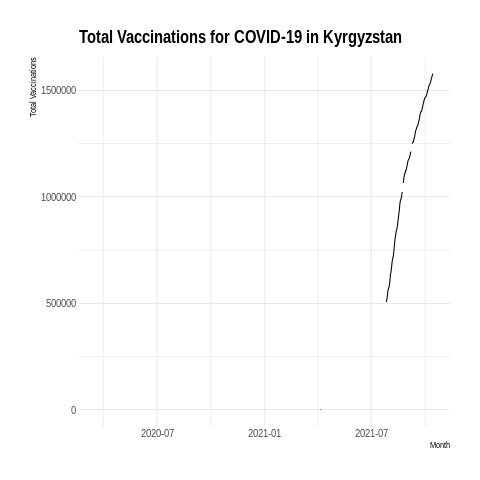 Total Vaccinations for COVID-19 in Kyrgyzstan
Total Vaccinations
1500000
1000000
500000
0
2020-07 2021-01 2021-07
Month